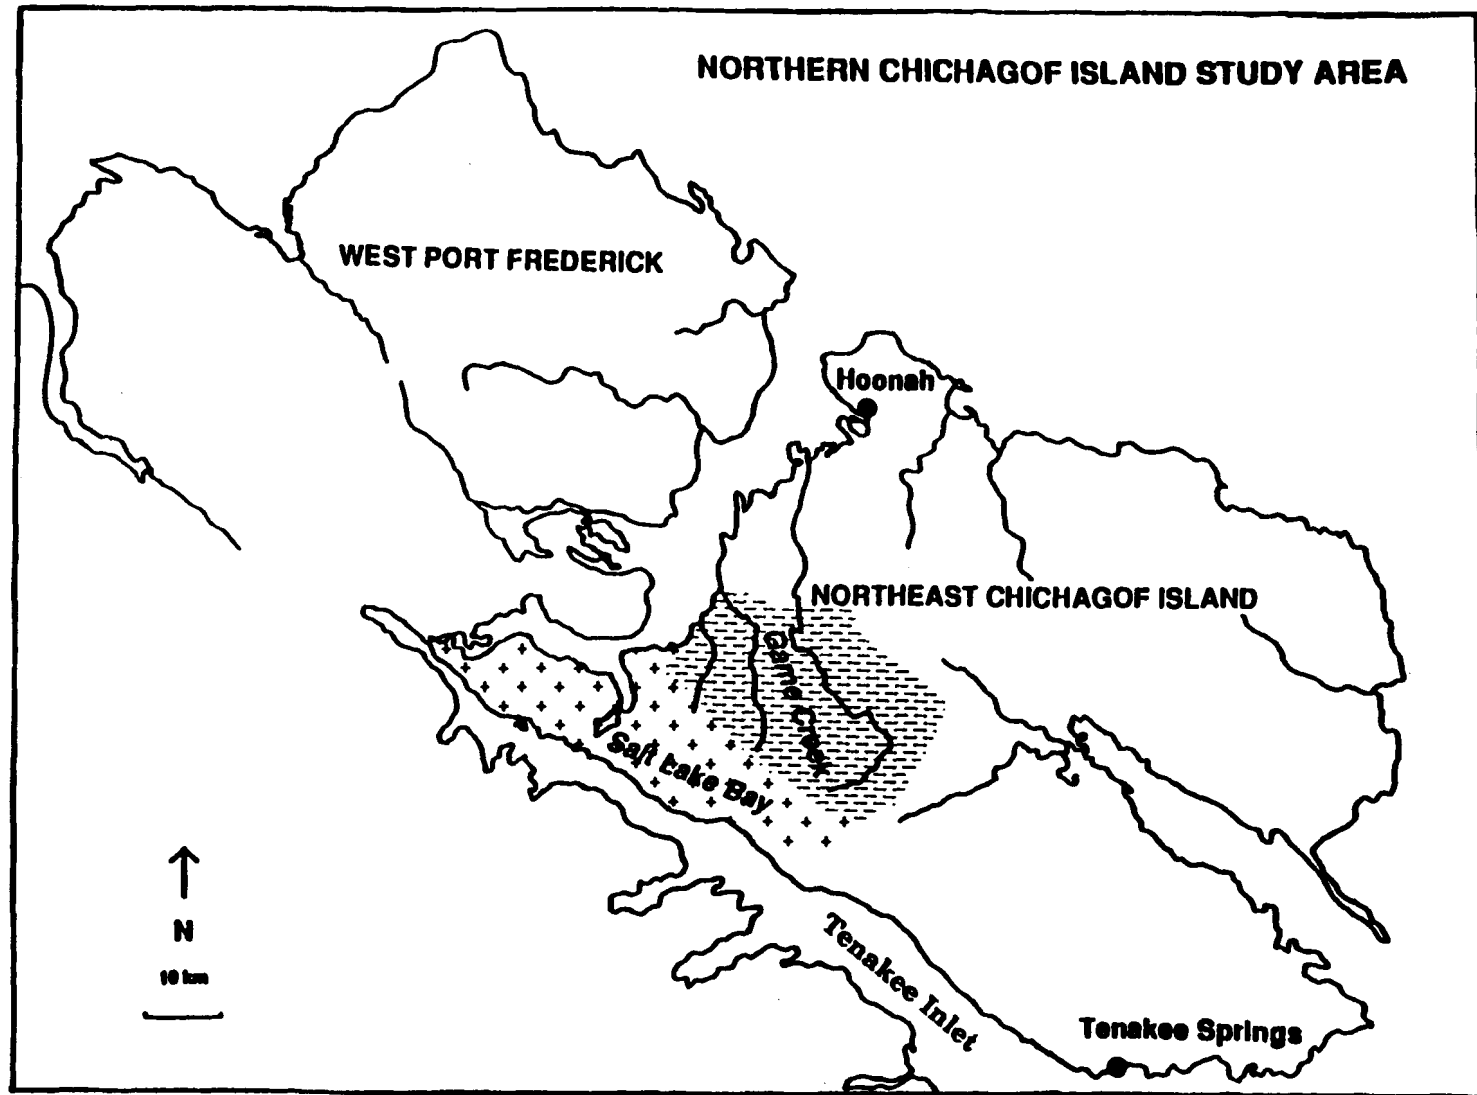 NORTHERN CHICHAGOF ISLAND STUDY AREA
WEST PORT FREDERICK
Hoonah
NORTHEAST CHICHAGOF ISLAND
Game Creek
Salt Lake Bay
N
10 km
Tenakee Inlet
Tenakee Springs